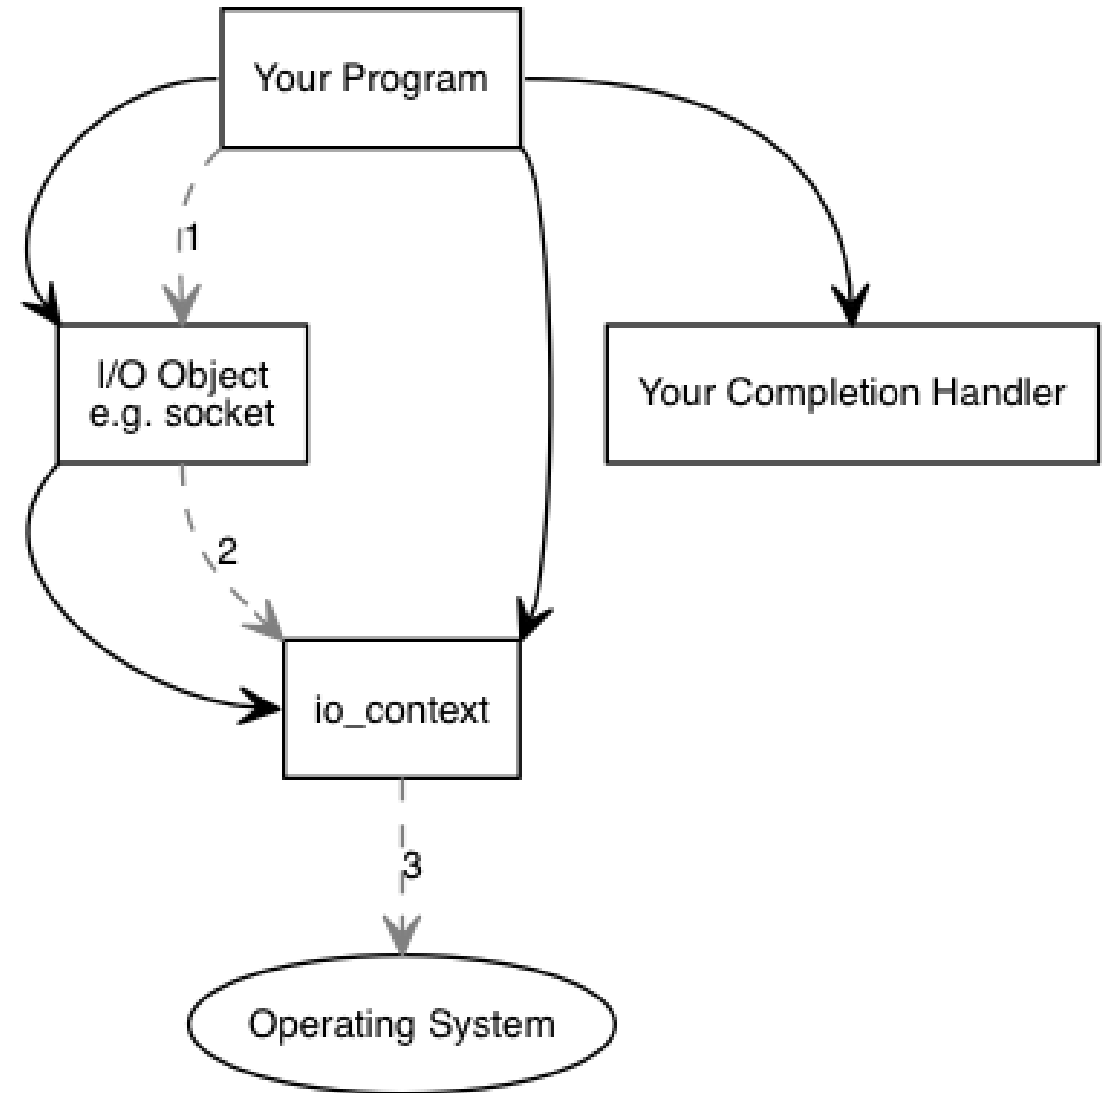 Your Program
1
I/O Object
e.g. socket
Your Completion Handler
2
io_context
3
Operating System